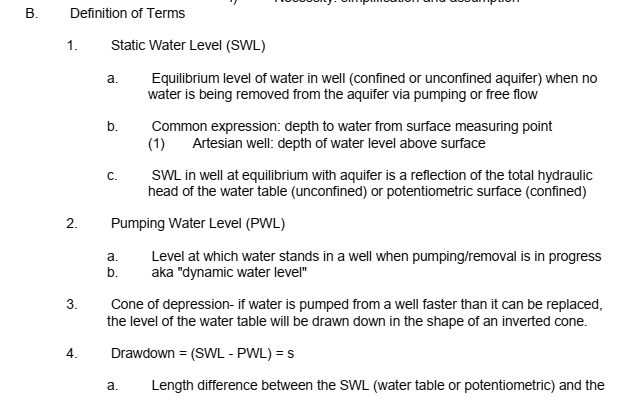 B. Definition of Terms
1. Static Water Level (SWL)
a. Equilibrium level of water in well (confined or unconfined aquifer) when no
water is being removed from the aquifer via pumping or free flow
b. Common expression: depth to water from surface measuring point
(1) Artesian well: depth of water level above surface
c. SWL in well at equilibrium with aquifer is a reflection of the total hydraulic
head of the water table (unconfined) or potentiometric surface (confined)
2. Pumping Water Level (PWL)
a. Level at which water stands in a well when pumping/removal is in progress
b. aka "dynamic water level"
3. Cone of depression- if water is pumped from a well faster than it can be replaced,
the level of the water table will be drawn down in the shape of an inverted cone.
4. Drawdown = (SWL - PWL) = s
a. Length difference between the SWL (water table or potentiometric) and the